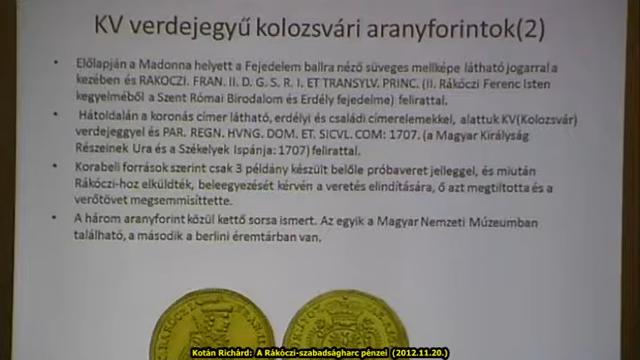 KV verdejegyű kolozsvári aranyforintok(2)
• Előlapján a Madonna helyett a Fejedelem balra néző süveges mellképe látható jogarral a
kezében és RAKOCZI. FRAN. II. D. G. S. R. I. ET TRANSYLV. PRINC. (II. Rákóczi Ferenc Isten
kegyelméből a Szent Római Birodalom és Erdély fejedelme) felirattal.
• Hátoldalán a koronás címer látható, erdélyi és családi címerelemekkel, alattuk KV(Kolozsvár)
verdejeggyel és PAR. REGN. HVNG. DOM. ET. SICVL. COM: 1707. (a Magyar Királyság
Részeinek Ura és a Székelyek Ispánja: 1707) felirattal.
• Korabeli források szerint csak 3 példány készült belőle próbaveret jelleggel, és miután
Rákóczi-hoz elküldték, beleegyezését kérvén a veretés elindítására, ő azt megtiltotta és a
verőtövet megsemmisíttette.
• A három aranyforint közül kettő sorsa ismert. Az egyik a Magyar Nemzeti Múzeumban
található, a második a berlini éremtárban van.
Kotán Richárd: A Rákóczi-szabadságharc pénzei (2012.11.20.)